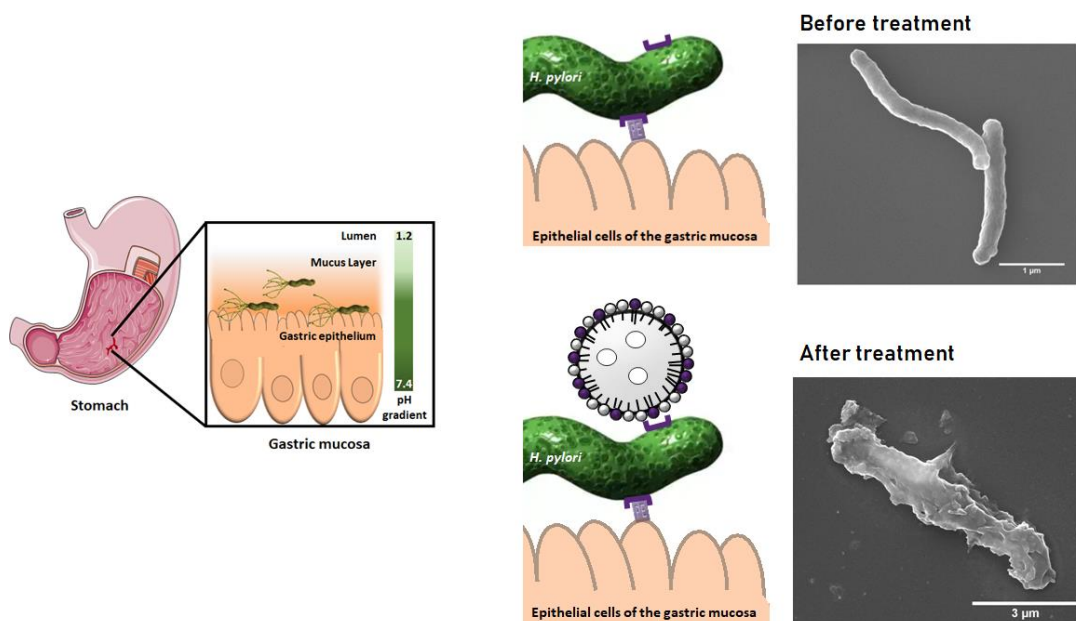 Stomach
Lumen
1.2
Mucus Layer
Gastric epithelium
7.4
pH
gradient
Gastric mucosa
H. pylori
Epithelial cells of the gastric mucosa
H. pylori
Epithelial cells of the gastric mucosa
Before treatment
1 µm
After treatment
3 µm